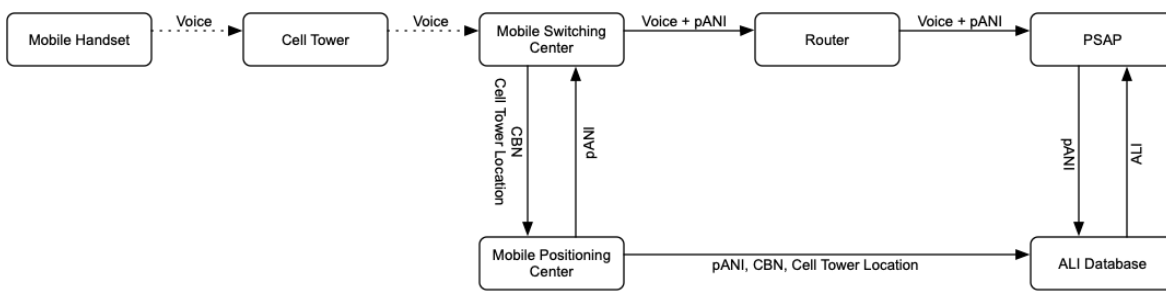 Voice
Voice
Voice + pANI
Voice + pANI
Mobile Handset
Cell Tower
Mobile Switching
Center
Router
PSAP
CBN
Cell Tower Location
pANI
pANI
ALI
Mobile Positioning
Center
pANI, CBN, Cell Tower Location
ALI Database